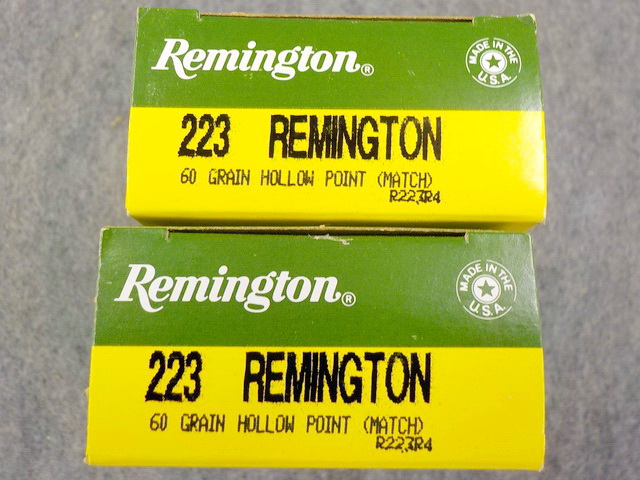 Remington®
MADE IN THE U.S.A.
223 REMINGTON
60 GRAIN HOLLOW POINT (MATCH)
R223R4
Remington®
MADE IN THE U.S.A.
223 REMINGTON
60 GRAIN HOLLOW POINT (MATCH)
R223R4